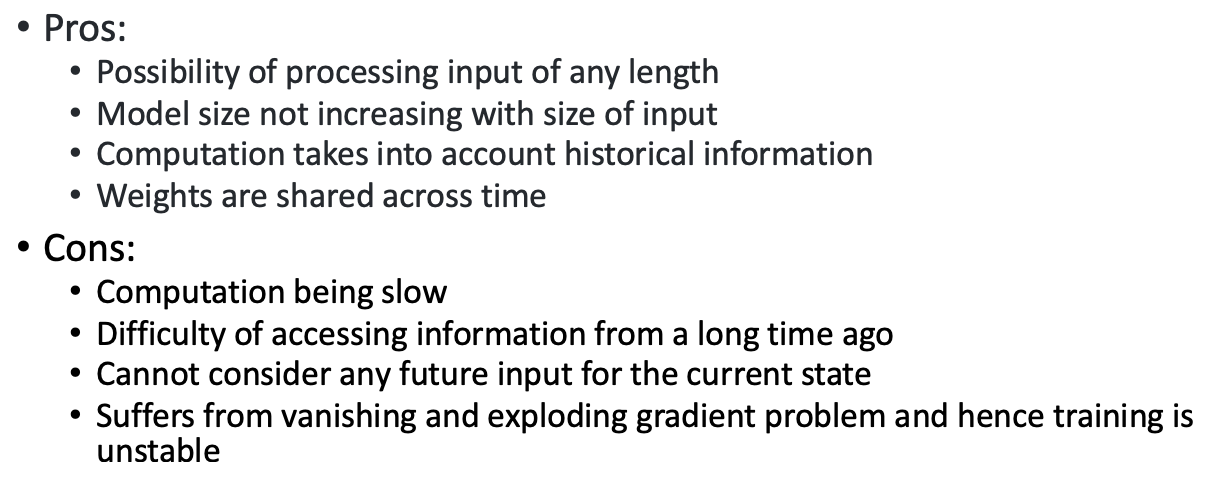 • Pros:
• Possibility of processing input of any length
• Model size not increasing with size of input
• Computation takes into account historical information
• Weights are shared across time
• Cons:
• Computation being slow
• Difficulty of accessing information from a long time ago
• Cannot consider any future input for the current state
• Suffers from vanishing and exploding gradient problem and hence training is
unstable